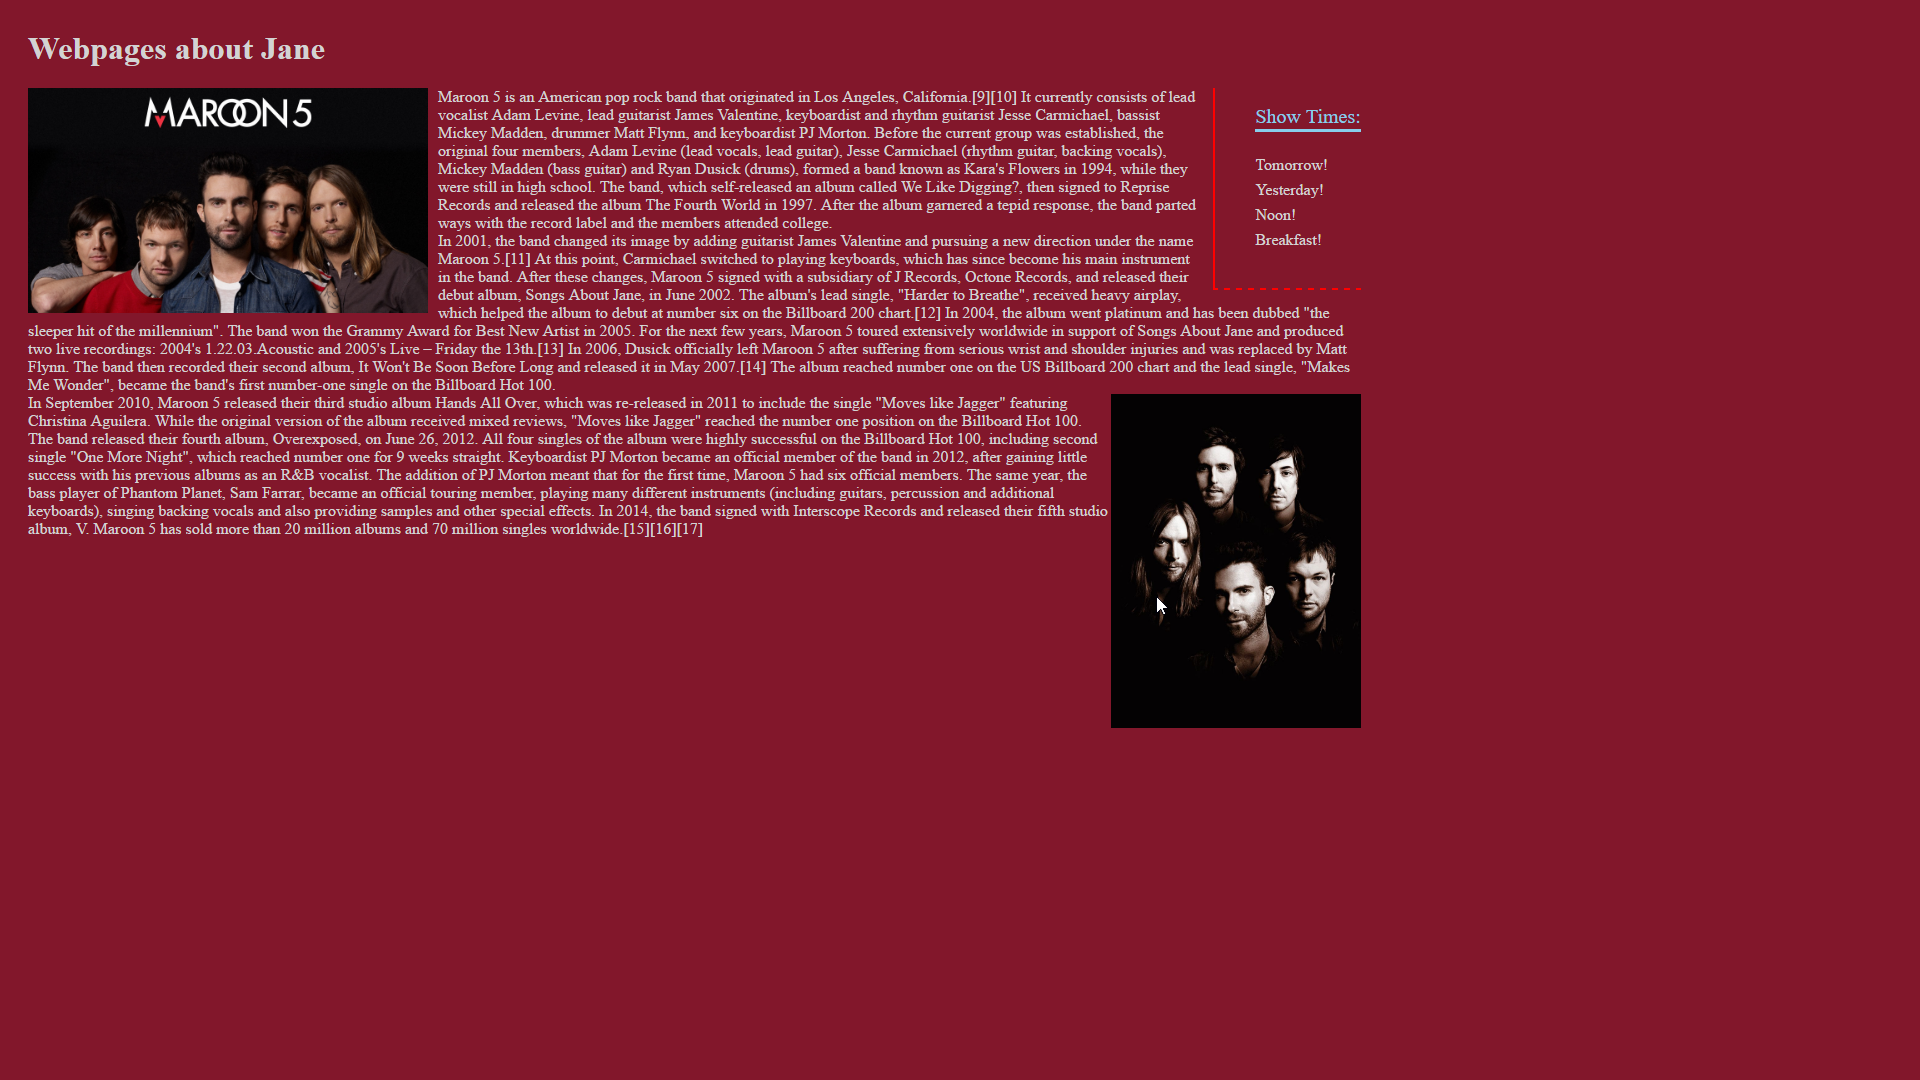 Webpages about Jane
MAROON 5
Maroon 5 is an American pop rock band that originated in Los Angeles, California.[9][10] It currently consists of lead
vocalist Adam Levine, lead guitarist James Valentine, keyboardist and rhythm guitarist Jesse Carmichael, bassist
Mickey Madden, drummer Matt Flynn, and keyboardist PJ Morton. Before the current group was established, the
original four members, Adam Levine (lead vocals, lead guitar), Jesse Carmichael (rhythm guitar, backing vocals),
Mickey Madden (bass guitar) and Ryan Dusick (drums), formed a band known as Kara's Flowers in 1994, while they
were still in high school. The band, which self-released an album called We Like Digging?, then signed to Reprise
Records and released the album The Fourth World in 1997. After the album garnered a tepid response, the band parted
ways with the record label and the members attended college.
In 2001, the band changed its image by adding guitarist James Valentine and pursuing a new direction under the name
Maroon 5.[11] At this point, Carmichael switched to playing keyboards, which has since become his main instrument
in the band. After these changes, Maroon 5 signed with a subsidiary of J Records, Octone Records, and released their
debut album, Songs About Jane, in June 2002. The album's lead single, "Harder to Breathe", received heavy airplay,
which helped the album to debut at number six on the Billboard 200 chart.[12] In 2004, the album went platinum and has been dubbed "the
sleeper hit of the millennium". The band won the Grammy Award for Best New Artist in 2005. For the next few years, Maroon 5 toured extensively worldwide in support of Songs About Jane and produced
two live recordings: 2004's 1.22.03.Acoustic and 2005's Live – Friday the 13th.[13] In 2006, Dusick officially left Maroon 5 after suffering from serious wrist and shoulder injuries and was replaced by Matt
Flynn. The band then recorded their second album, It Won't Be Soon Before Long and released it in May 2007.[14] The album reached number one on the US Billboard 200 chart and the lead single, "Makes
Me Wonder", became the band's first number-one single on the Billboard Hot 100.
In September 2010, Maroon 5 released their third studio album Hands All Over, which was re-released in 2011 to include the single "Moves like Jagger" featuring
Christina Aguilera. While the original version of the album received mixed reviews, "Moves like Jagger" reached the number one position on the Billboard Hot 100.
The band released their fourth album, Overexposed, on June 26, 2012. All four singles of the album were highly successful on the Billboard Hot 100, including second
single "One More Night", which reached number one for 9 weeks straight. Keyboardist PJ Morton became an official member of the band in 2012, after gaining little
success with his previous albums as an R&B vocalist. The addition of PJ Morton meant that for the first time, Maroon 5 had six official members. The same year, the
bass player of Phantom Planet, Sam Farrar, became an official touring member, playing many different instruments (including guitars, percussion and additional
keyboards), singing backing vocals and also providing samples and other special effects. In 2014, the band signed with Interscope Records and released their fifth studio
album, V. Maroon 5 has sold more than 20 million albums and 70 million singles worldwide.[15][16][17]
Show Times:
Tomorrow!
Yesterday!
Noon!
Breakfast!